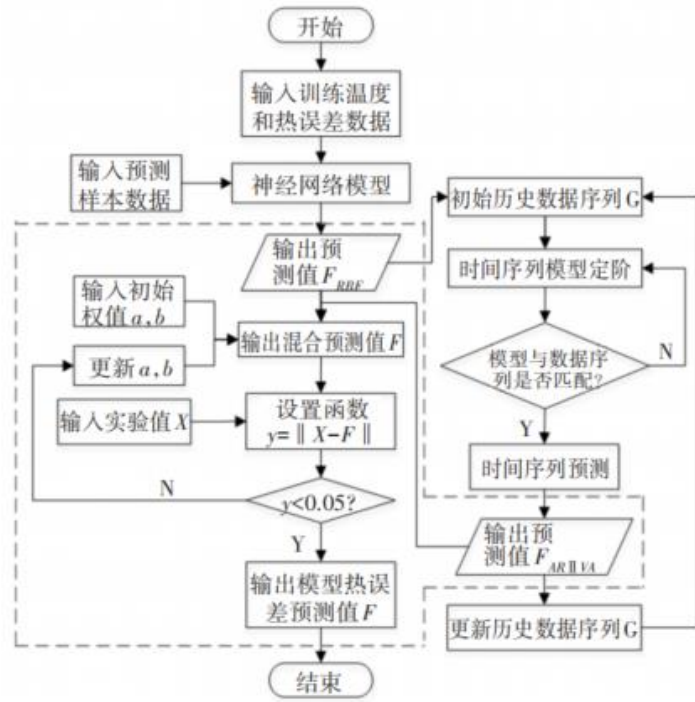 开始
输入训练温度
和热误差数据
输入预测
样本数据
神经网络模型
初始历史数据序列G
输出预
测值F_RBF
时间序列模型定阶
输入初始
权值a,b
输出混合预测值F
更新a,b
模型与数据序
列是否匹配?
N
输入实验值X
设置函数
y=‖X-F‖
Y
时间序列预测
N
y<0.05?
输出预
测值F_AR‖VA
Y
输出模型热误
差预测值F
更新历史数据序列G
结束